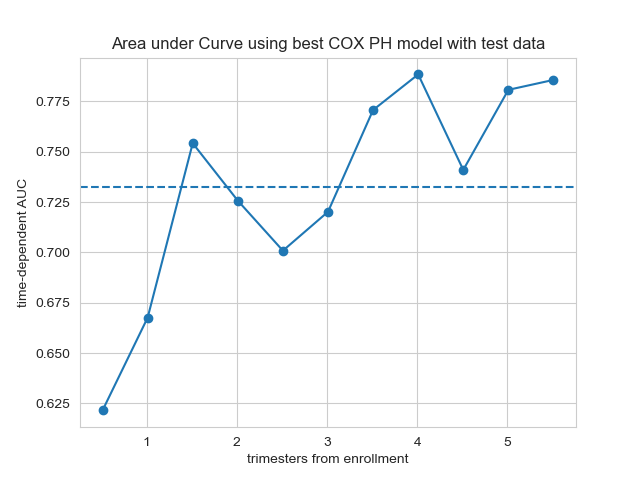 Area under Curve using best COX PH model with test data
time-dependent AUC
0.775
0.750
0.725
0.700
0.675
0.650
0.625
1 2 3 4 5
trimesters from enrollment